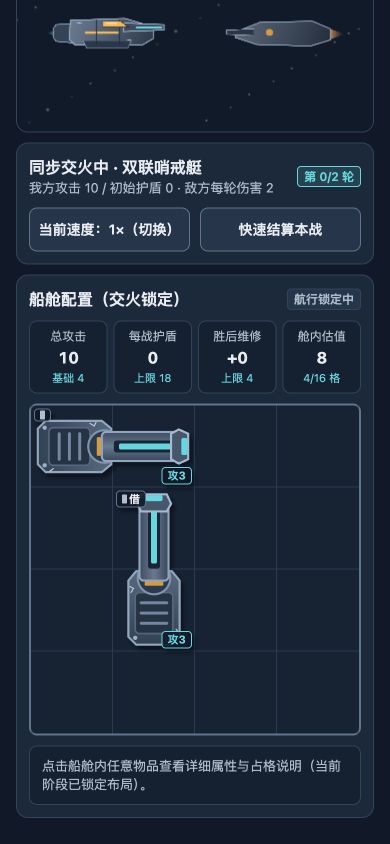 同步交火中 · 双联哨戒艇
我方攻击 10 / 初始护盾 0 · 敌方每轮伤害 2
第 0/2 轮
当前速度：1×（切换）
快速结算本战
船舱配置（交火锁定）
航行锁定中
总攻击
10
基础 4
每战护盾
0
上限 18
胜后维修
+0
上限 4
舱内估值
8
4/16 格
攻3
借
攻3
点击船舱内任意物品查看详细属性与占格说明（当前
阶段已锁定布局）。